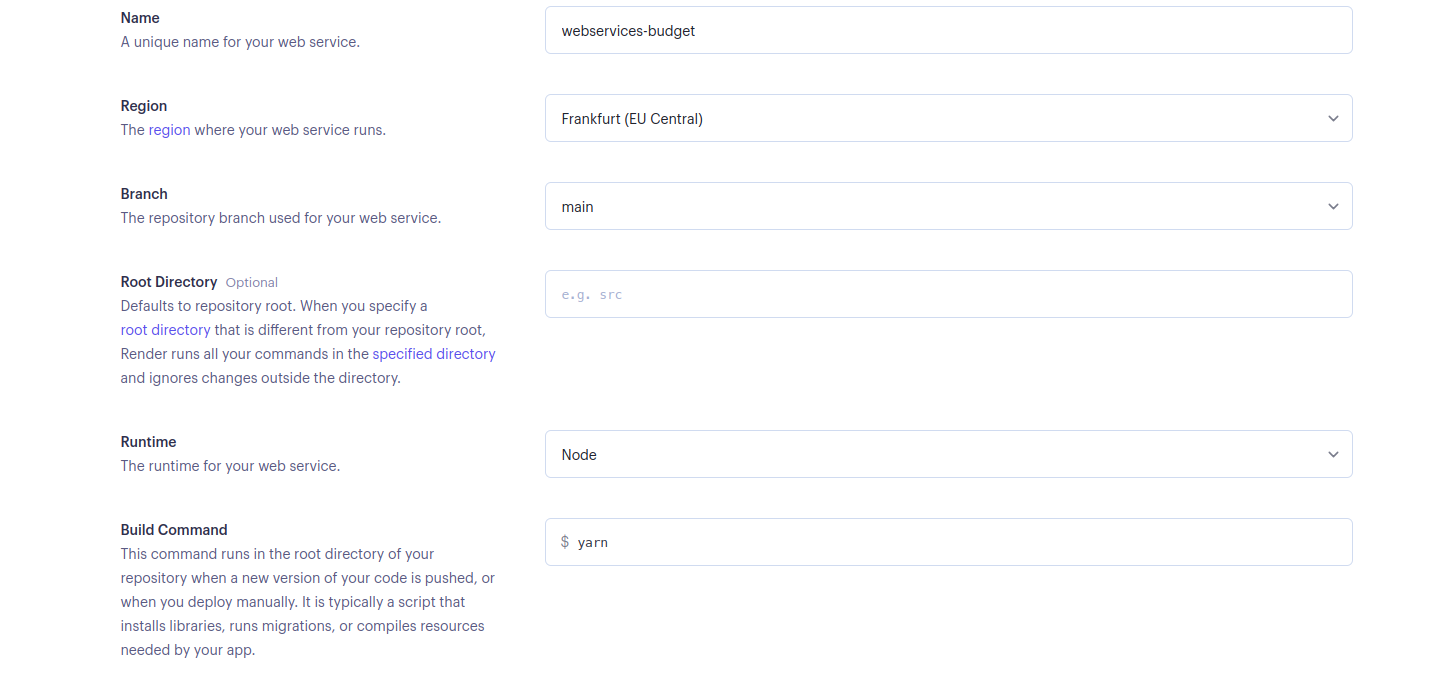 Name
A unique name for your web service.
webservices-budget
Region
The region where your web service runs.
Frankfurt (EU Central)
Branch
The repository branch used for your web service.
main
Root Directory Optional
Defaults to repository root. When you specify a
root directory that is different from your repository root,
Render runs all your commands in the specified directory
and ignores changes outside the directory.
e.g. src
Runtime
The runtime for your web service.
Node
Build Command
This command runs in the root directory of your
repository when a new version of your code is pushed, or
when you deploy manually. It is typically a script that
installs libraries, runs migrations, or compiles resources
needed by your app.
$ yarn